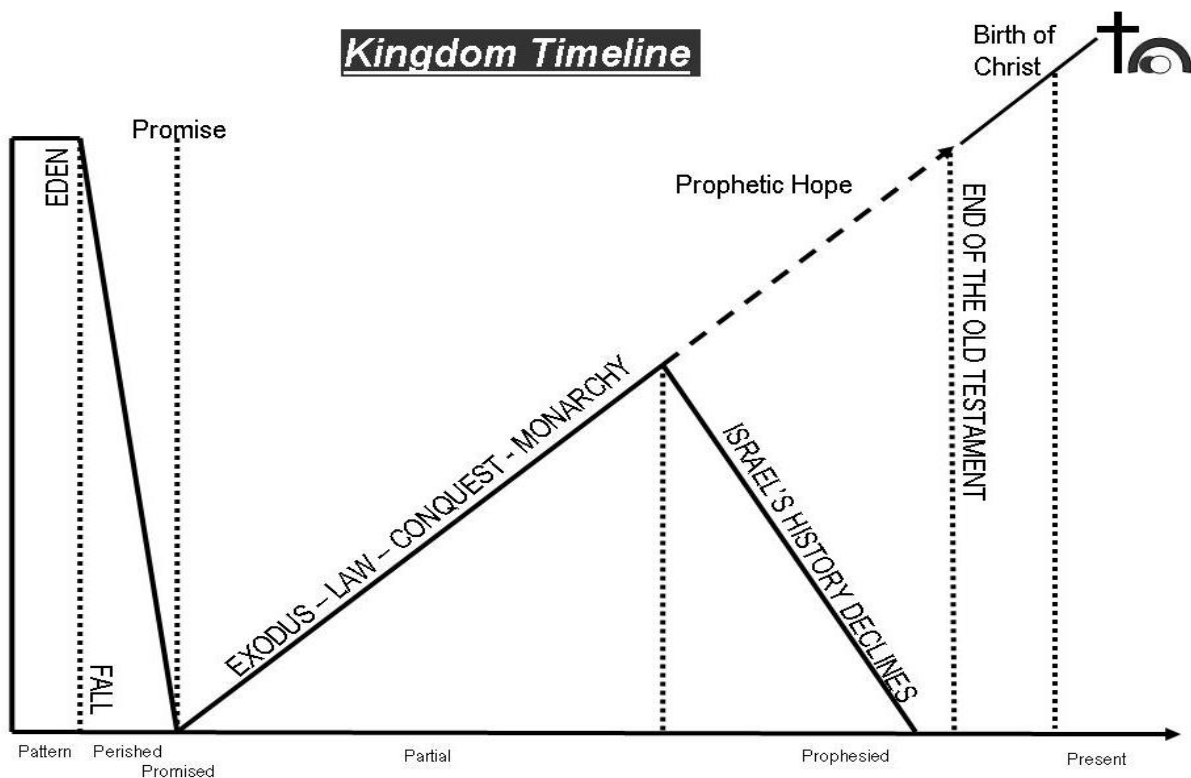 Kingdom Timeline
Birth of
Christ
Promise
EDEN
Prophetic Hope
END OF THE OLD TESTAMENT
EXODUS – LAW – CONQUEST - MONARCHY
ISRAEL'S HISTORY DECLINES
FALL
Pattern
Perished
Promised
Partial
Prophesied
Present